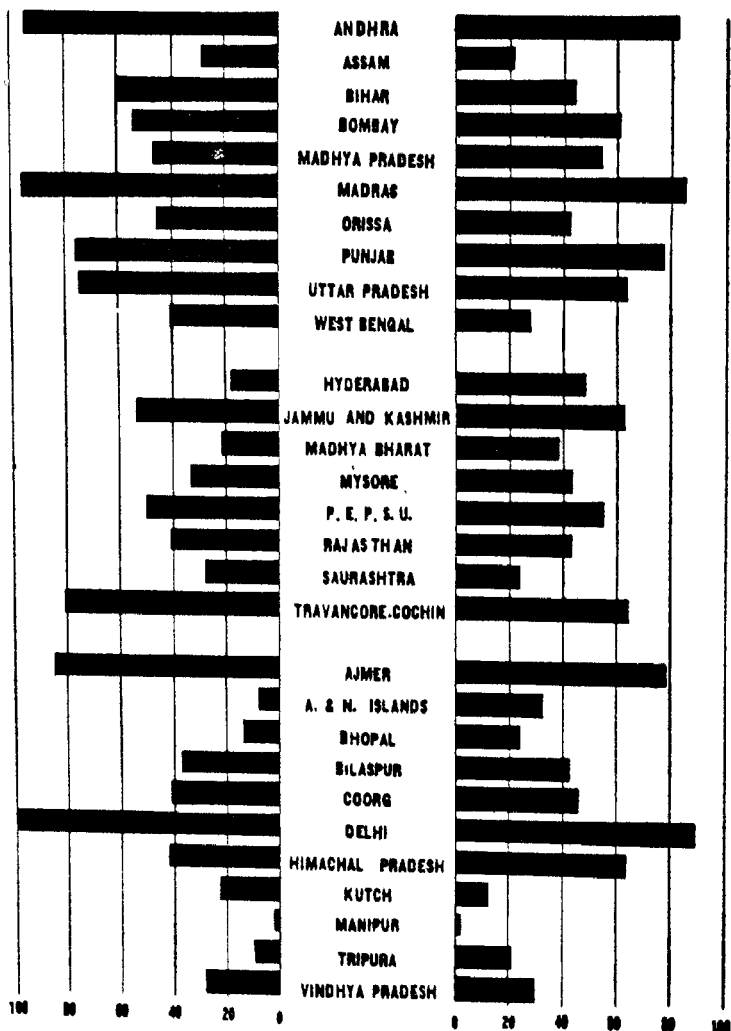 ANDHRA
ASSAM
BIHAR
BOMBAY
MADHYA PRADESH
MADRAS
ORISSA
PUNJAB
UTTAR PRADESH
WEST BENGAL
HYDERABAD
JAMMU AND KASHMIR
MADHYA BHARAT
MYSORE
P. E. P. S. U.
RAJASTHAN
SAURASHTRA
TRAVANCORE-COCHIN
AJMER
A. & N. ISLANDS
BHOPAL
BILASPUR
COORG
DELHI
HIMACHAL PRADESH
KUTCH
MANIPUR
TRIPURA
VINDHYA PRADESH
100 80 60 40 20 0 0 20 40 60 80 100